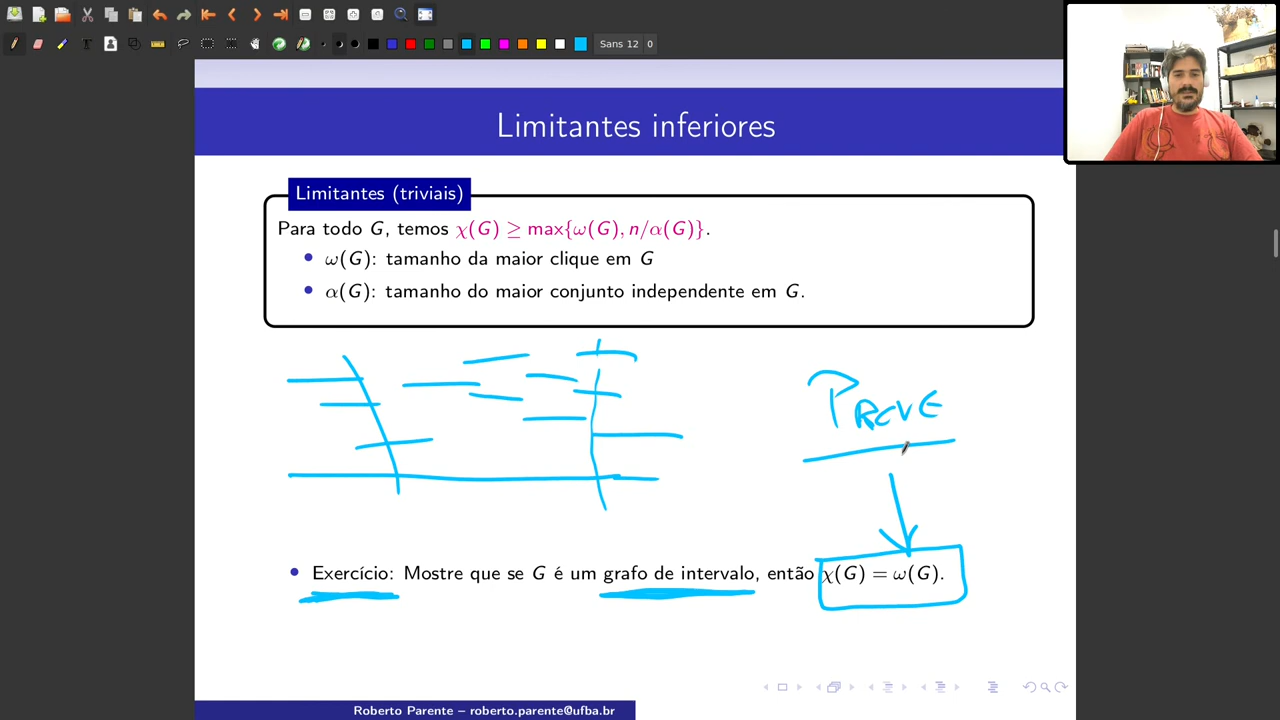 Sans 12 0
Limitantes inferiores
Limitantes (triviais)
Para todo G, temos χ(G) ≥ max{ω(G), n/α(G)}.
• ω(G): tamanho da maior clique em G
• α(G): tamanho do maior conjunto independente em G.
PROVE
• Exercício: Mostre que se G é um grafo de intervalo, então χ(G) = ω(G).
Roberto Parente – roberto.parente@ufba.br